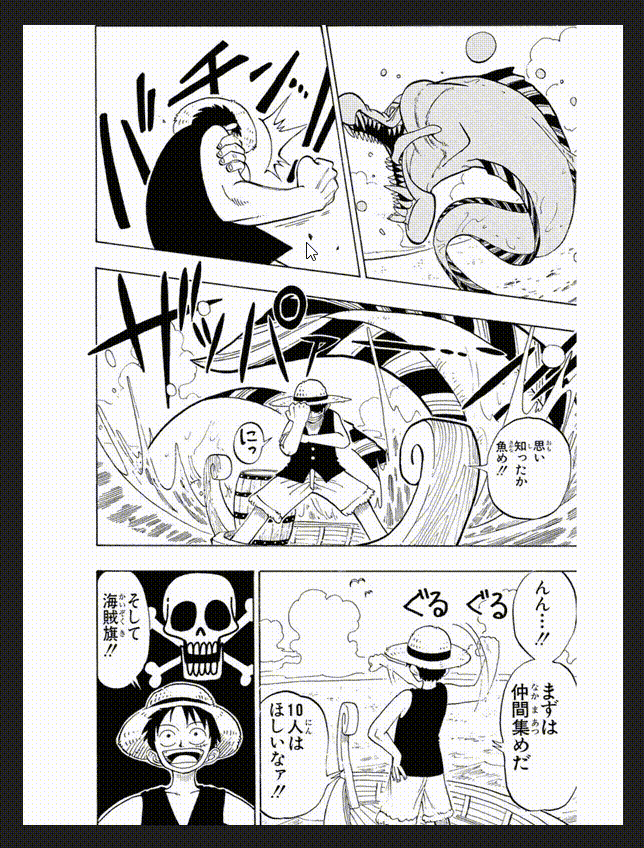 バチン…!!
ザッパァーン
思い
知ったか
魚め!!
にっ
んん…!!
まずは
仲間集めだ
ぐるぐる
10人は
ほしいなァ!!
そして
海賊旗!!